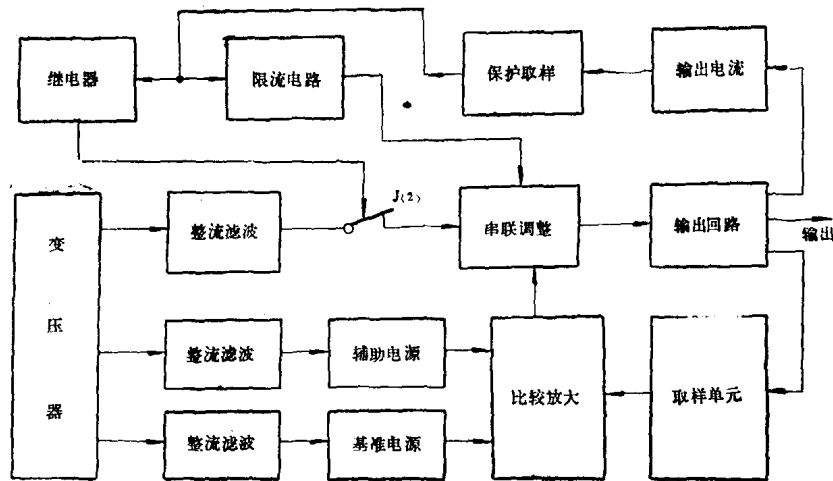 继电器
限流电路
保护取样
输出电流
变压器
整流滤波
J(2)
串联调整
输出回路
输出
整流滤波
辅助电源
比较放大
取样单元
整流滤波
基准电源